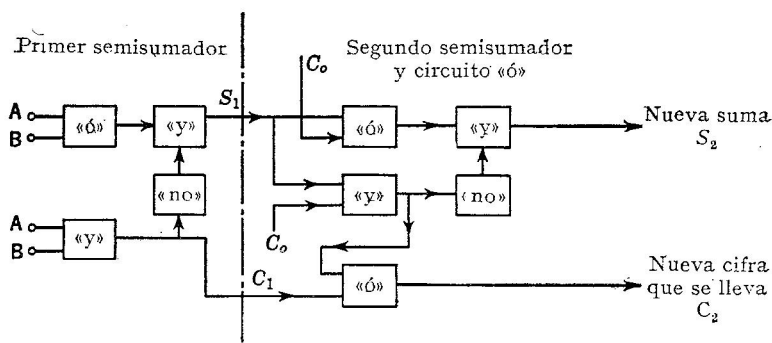 Primer semisumador
Segundo semisumador
y circuito «ó»
C₀
S₁
A
B
«ó»
«y»
«ó»
«y»
Nueva suma
S₂
«no»
«y»
«no»
A
B
«y»
C₀
C₁
«ó»
Nueva cifra
que se lleva
C₂